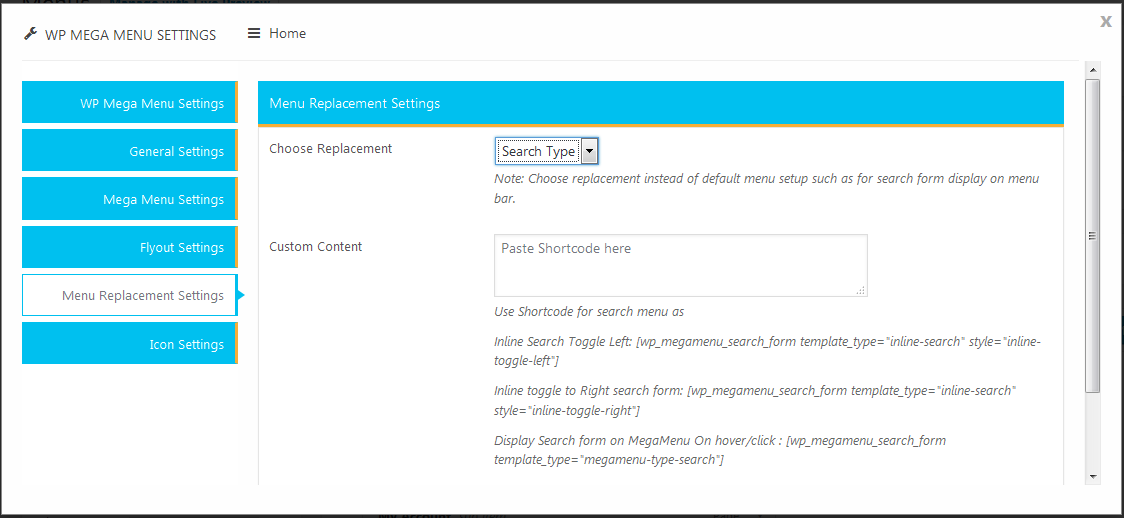 WP MEGA MENU SETTINGS
Home
X
WP Mega Menu Settings
General Settings
Mega Menu Settings
Flyout Settings
Menu Replacement Settings
Icon Settings
Menu Replacement Settings
Choose Replacement
Search Type
Note: Choose replacement instead of default menu setup such as for search form display on menu
bar.
Custom Content
Paste Shortcode here
Use Shortcode for search menu as
Inline Search Toggle Left: [wp_megamenu_search_form template_type="inline-search" style="inline-
toggle-left"]
Inline toggle to Right search form: [wp_megamenu_search_form template_type="inline-search"
style="inline-toggle-right"]
Display Search form on MegaMenu On hover/click : [wp_megamenu_search_form
template_type="megamenu-type-search"]